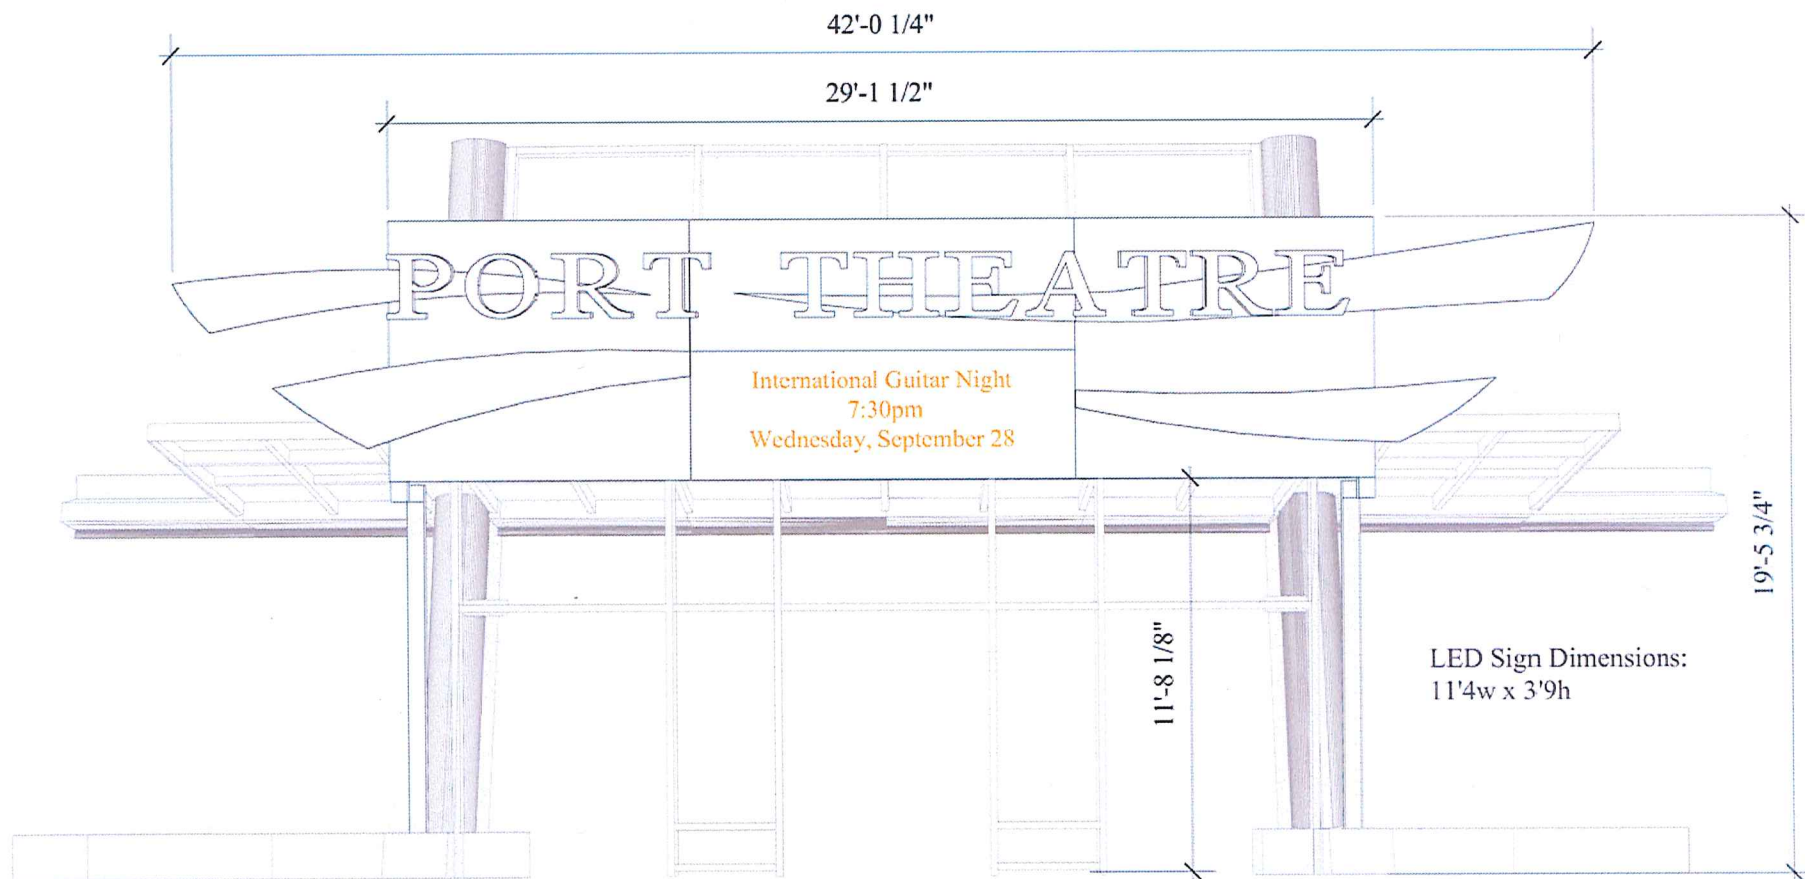 42'-0 1/4"
29'-1 1/2"
PORT THEATRE
International Guitar Night
7:30pm
Wednesday, September 28
19'-5 3/4"
11'-8 1/8"
LED Sign Dimensions:
11'4w x 3'9h